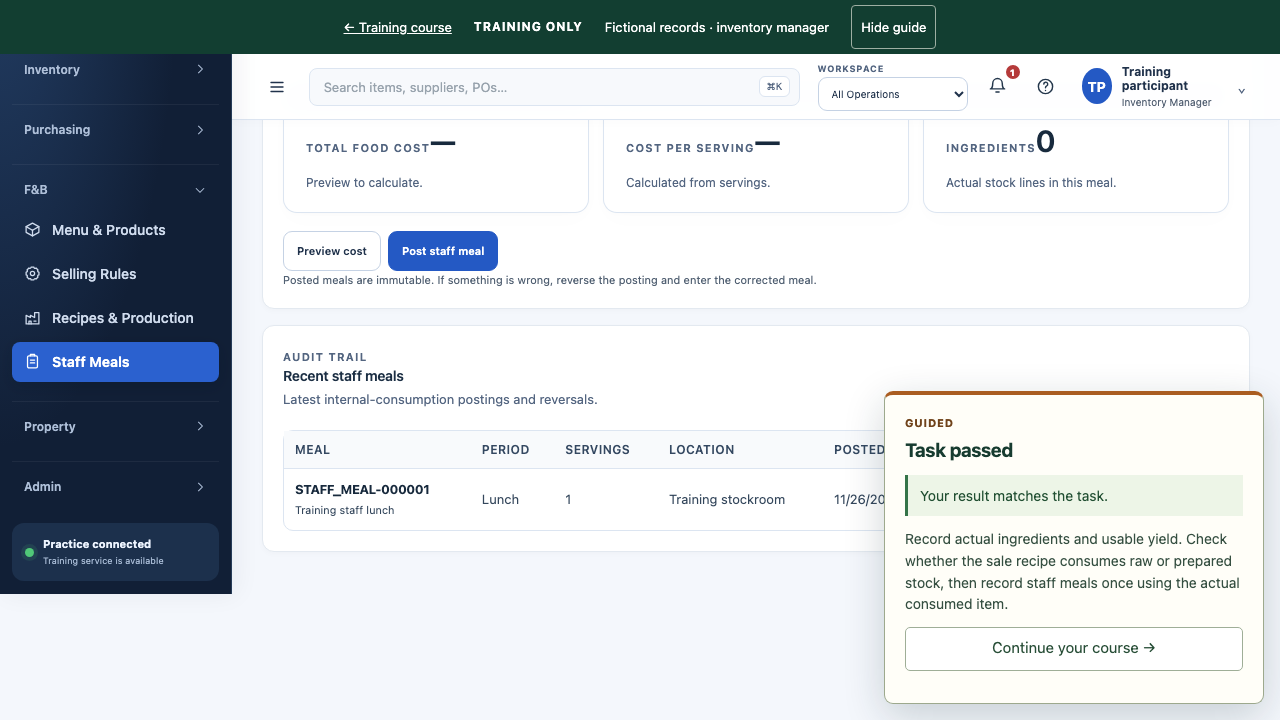 ← Training course
TRAINING ONLY
Fictional records · inventory manager
Hide guide
Inventory
Purchasing
F&B
Menu & Products
Selling Rules
Recipes & Production
Staff Meals
Property
Admin
Practice connected
Training service is available
Search items, suppliers, POs...
⌘K
WORKSPACE
All Operations
1
TP
Training participant
Inventory Manager
TOTAL FOOD COST —
Preview to calculate.
COST PER SERVING —
Calculated from servings.
INGREDIENTS 0
Actual stock lines in this meal.
Preview cost
Post staff meal
Posted meals are immutable. If something is wrong, reverse the posting and enter the corrected meal.
AUDIT TRAIL
Recent staff meals
Latest internal-consumption postings and reversals.
MEAL PERIOD SERVINGS LOCATION POSTED
STAFF_MEAL-000001
Training staff lunch
Lunch 1 Training stockroom 11/26/20
GUIDED
Task passed
Your result matches the task.
Record actual ingredients and usable yield. Check
whether the sale recipe consumes raw or prepared
stock, then record staff meals once using the actual
consumed item.
Continue your course →